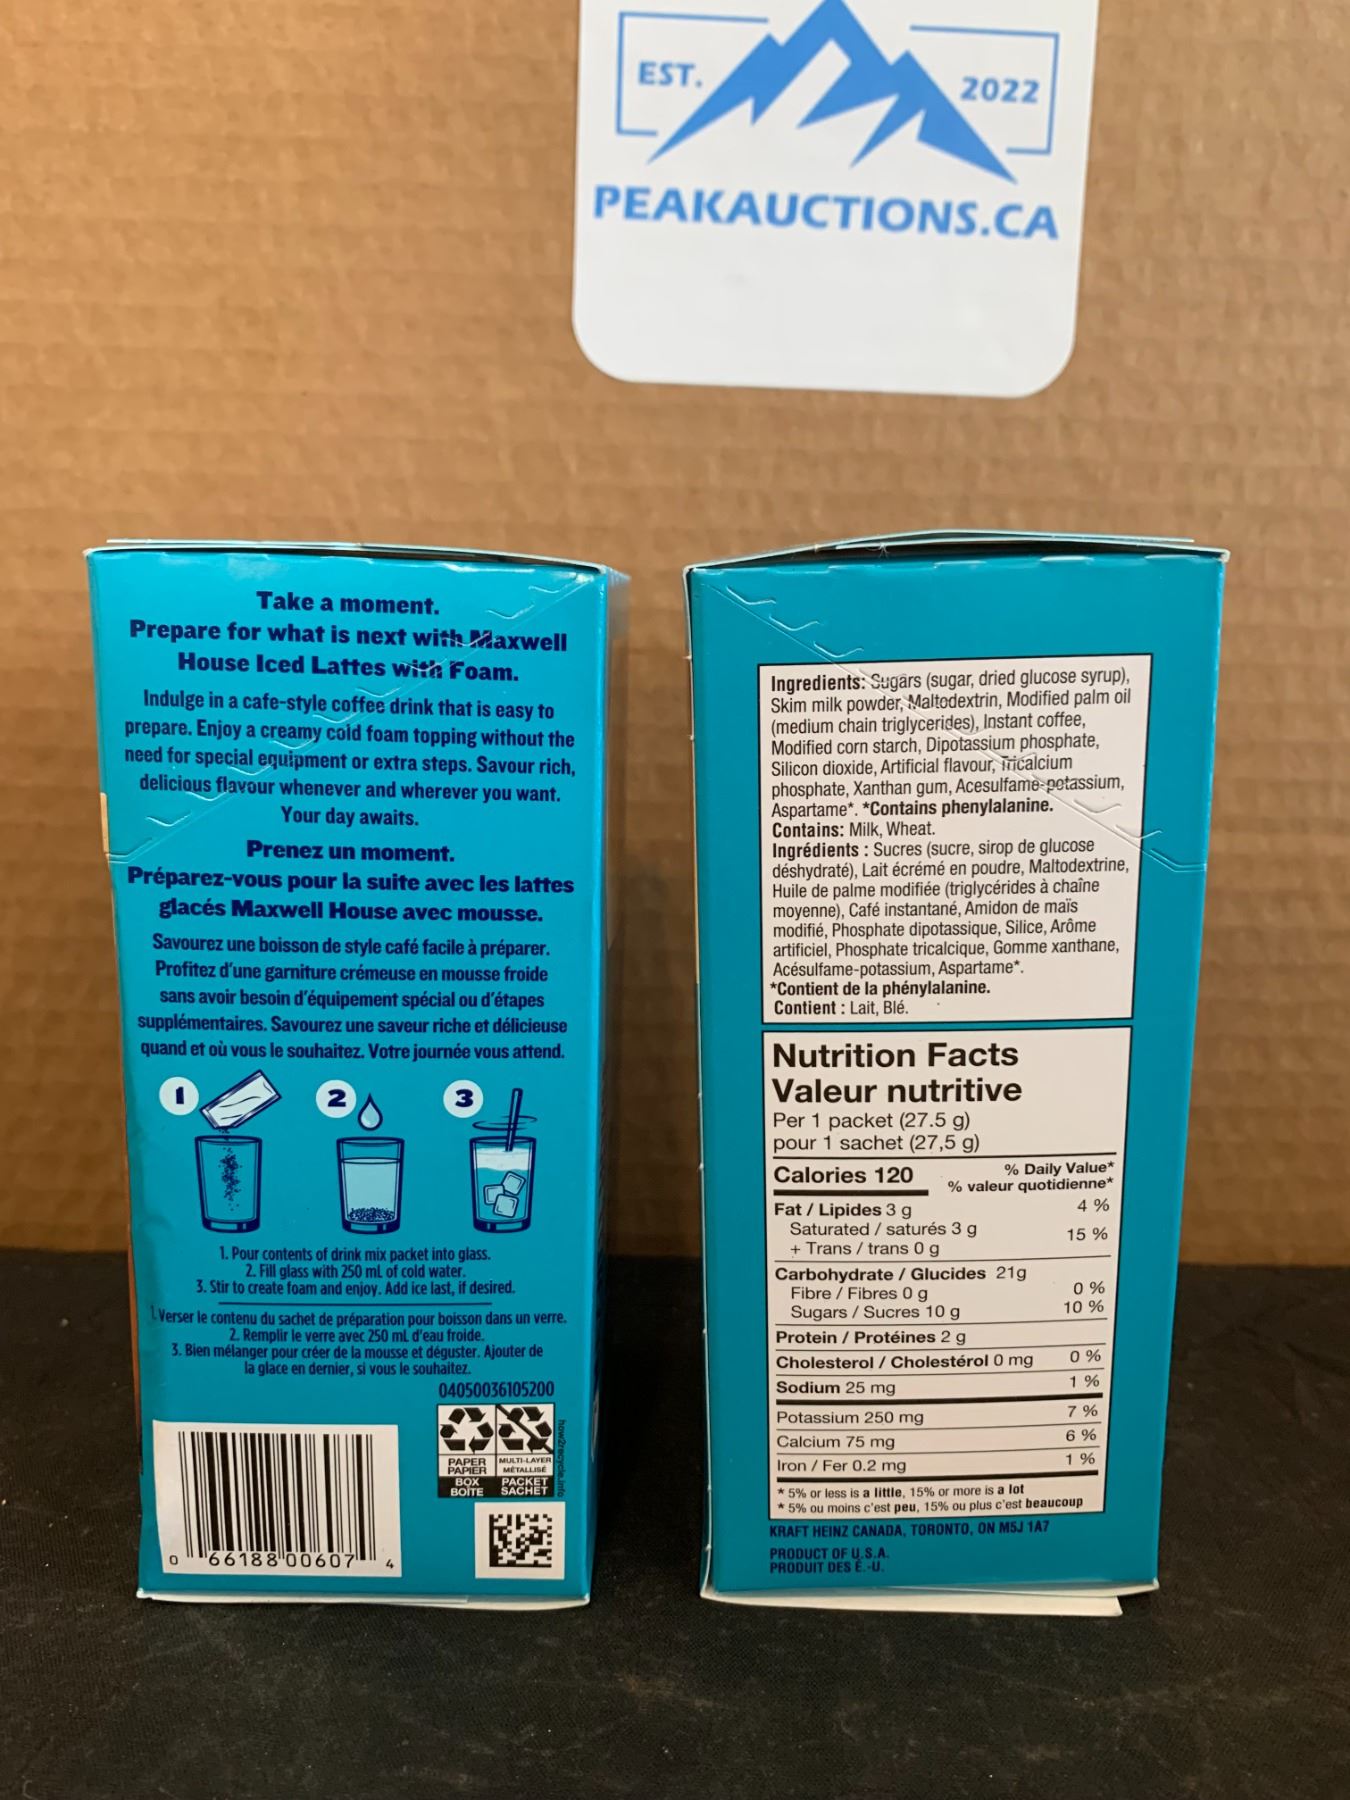 EST.
2022
PEAKAUCTIONS.CA
Take a moment.
Prepare for what is next with Maxwell
House Iced Lattes with Foam.
Indulge in a cafe-style coffee drink that is easy to
prepare. Enjoy a creamy cold foam topping without the
need for special equipment or extra steps. Savour rich,
delicious flavour whenever and wherever you want.
Your day awaits.
Prenez un moment.
Préparez-vous pour la suite avec les lattes
glacés Maxwell House avec mousse.
Savourez une boisson de style café facile à préparer.
Profitez d'une garniture crémeuse en mousse froide
sans avoir besoin d'équipement spécial ou d'étapes
supplémentaires. Savourez une saveur riche et délicieuse
quand et où vous le souhaitez. Votre journée vous attend.
1 2 3
1. Pour contents of drink mix packet into glass.
2. Fill glass with 250 mL of cold water.
3. Stir to create foam and enjoy. Add ice last, if desired.
1. Verser le contenu du sachet de préparation pour boisson dans un verre.
2. Remplir le verre avec 250 mL d'eau froide.
3. Bien mélanger pour créer de la mousse et déguster. Ajouter de
la glace en dernier, si vous le souhaitez.
04050036105200
PAPER
PAPIER
BOX
BOÎTE
MULTI-LAYER
MÉTALLISÉ
PACKET
SACHET
how2recycle.info
0 66188 00607 4
Ingredients: Sugars (sugar, dried glucose syrup),
Skim milk powder, Maltodextrin, Modified palm oil
(medium chain triglycerides), Instant coffee,
Modified corn starch, Dipotassium phosphate,
Silicon dioxide, Artificial flavour, Tricalcium
phosphate, Xanthan gum, Acesulfame-potassium,
Aspartame*. *Contains phenylalanine.
Contains: Milk, Wheat.
Ingrédients : Sucres (sucre, sirop de glucose
déshydraté), Lait écrémé en poudre, Maltodextrine,
Huile de palme modifiée (triglycérides à chaîne
moyenne), Café instantané, Amidon de maïs
modifié, Phosphate dipotassique, Silice, Arôme
artificiel, Phosphate tricalcique, Gomme xanthane,
Acésulfame-potassium, Aspartame*.
*Contient de la phénylalanine.
Contient : Lait, Blé.
Nutrition Facts
Valeur nutritive
Per 1 packet (27.5 g)
pour 1 sachet (27,5 g)
Calories 120
% Daily Value*
% valeur quotidienne*
Fat / Lipides 3 g 4 %
Saturated / saturés 3 g
+ Trans / trans 0 g 15 %
Carbohydrate / Glucides 21g
Fibre / Fibres 0 g 0 %
Sugars / Sucres 10 g 10 %
Protein / Protéines 2 g
Cholesterol / Cholestérol 0 mg 0 %
Sodium 25 mg 1 %
Potassium 250 mg 7 %
Calcium 75 mg 6 %
Iron / Fer 0.2 mg 1 %
* 5% or less is a little, 15% or more is a lot
* 5% ou moins c'est peu, 15% ou plus c'est beaucoup
KRAFT HEINZ CANADA, TORONTO, ON M5J 1A7
PRODUCT OF U.S.A.
PRODUIT DES É.-U.